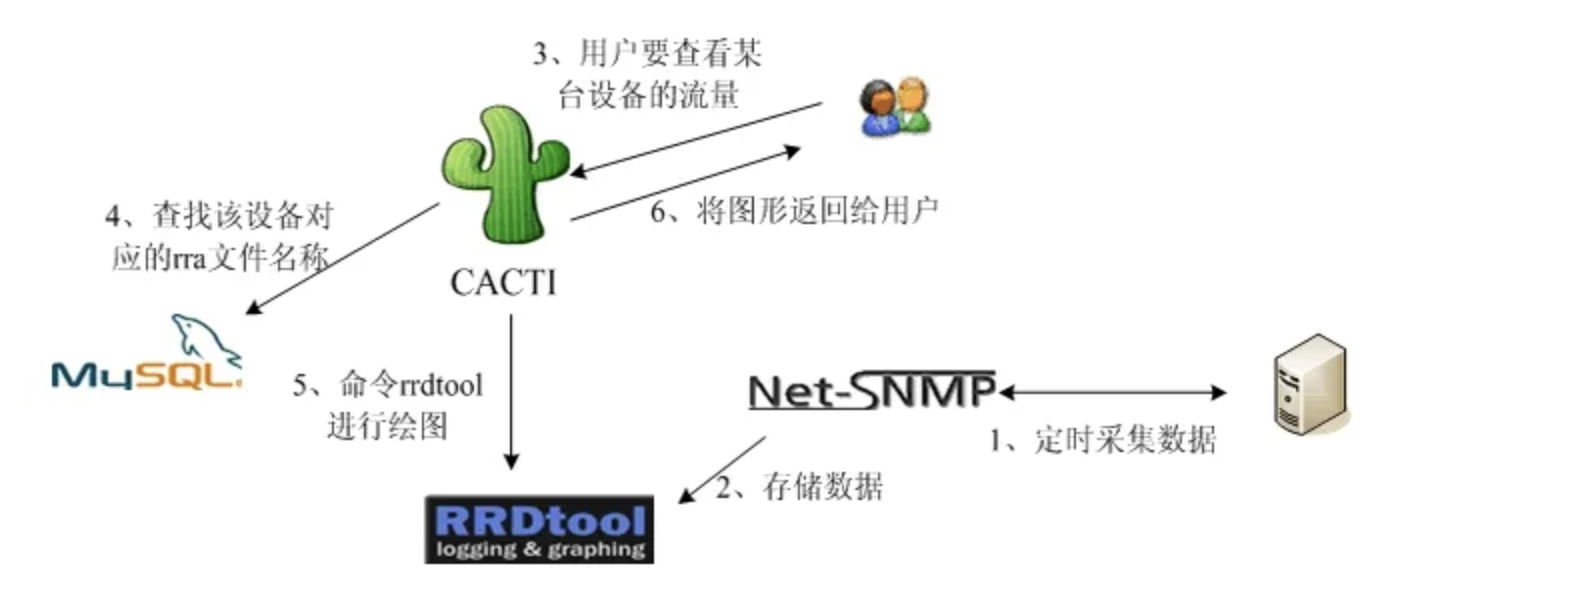 3、用户要查看某
台设备的流量
6、将图形返回给用户
4、查找该设备对
应的rra文件名称
CACTI
MySQL
5、命令rrdtool
进行绘图
Net-SNMP
1、定时采集数据
2、存储数据
RRDtool
logging & graphing